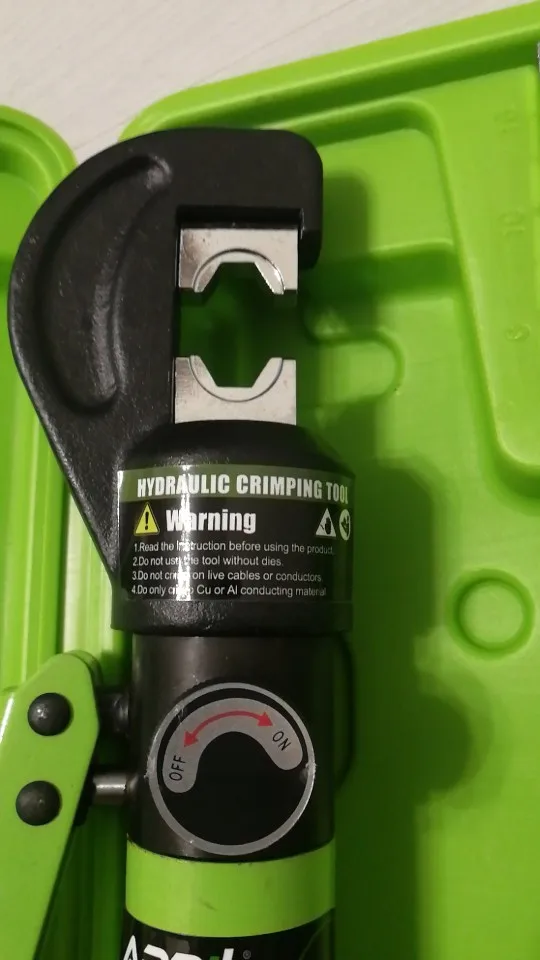 HYDRAULIC CRIMPING TOOL
Warning
1.Read the Instruction before using the product.
2.Do not use the tool without dies.
3.Do not crimp on live cables or conductors.
4.Do only crimp Cu or Al conducting material
OFF ON